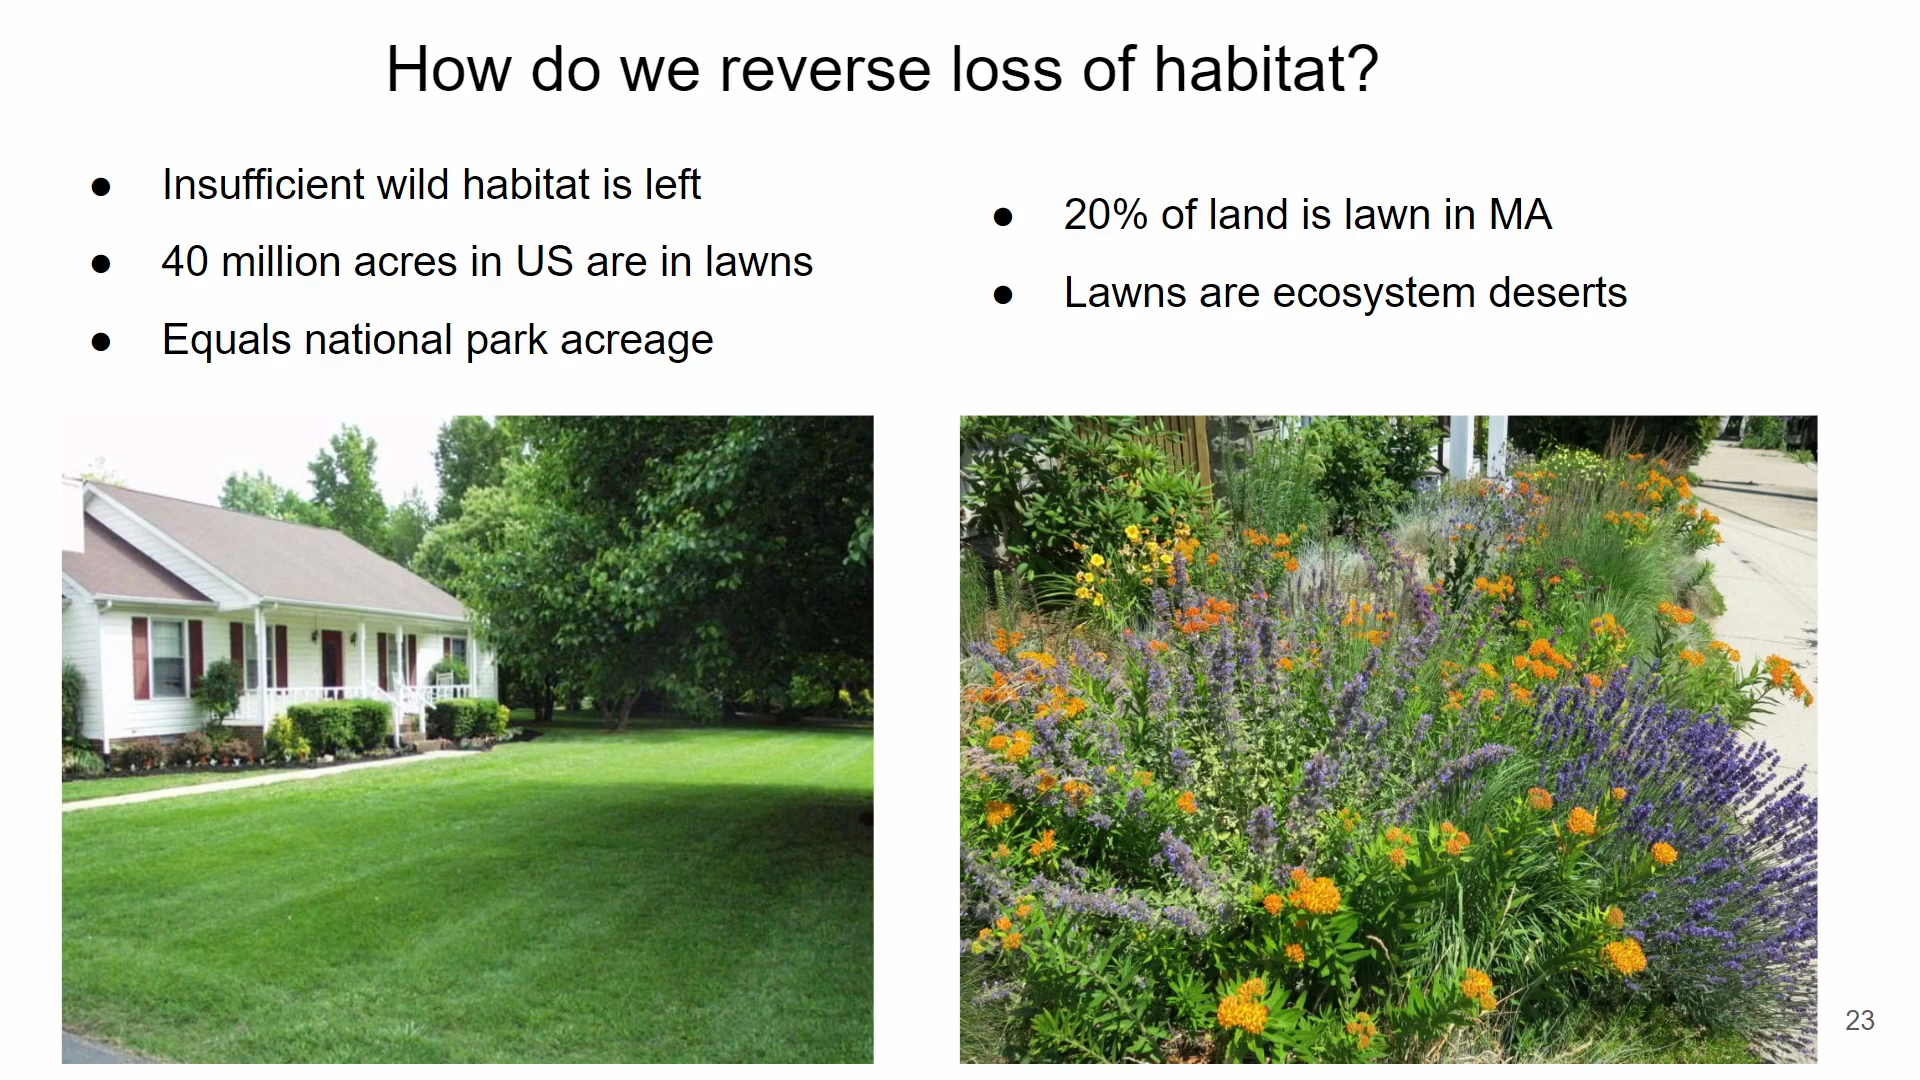 How do we reverse loss of habitat?
● Insufficient wild habitat is left
● 40 million acres in US are in lawns
● Equals national park acreage
● 20% of land is lawn in MA
● Lawns are ecosystem deserts
23